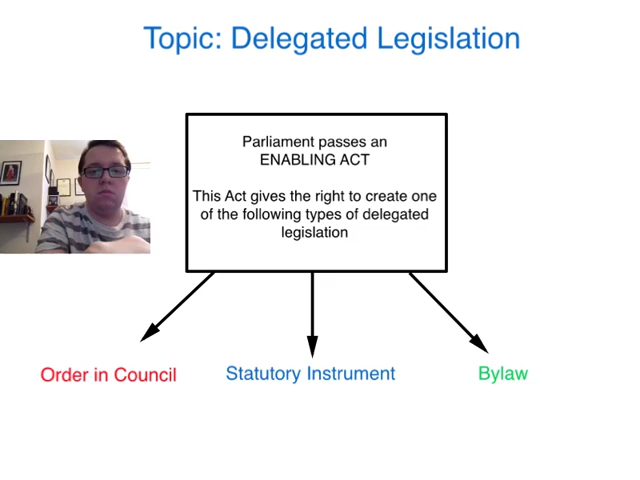 Topic: Delegated Legislation
Parliament passes an
ENABLING ACT
This Act gives the right to create one
of the following types of delegated
legislation
Order in Council
Statutory Instrument
Bylaw